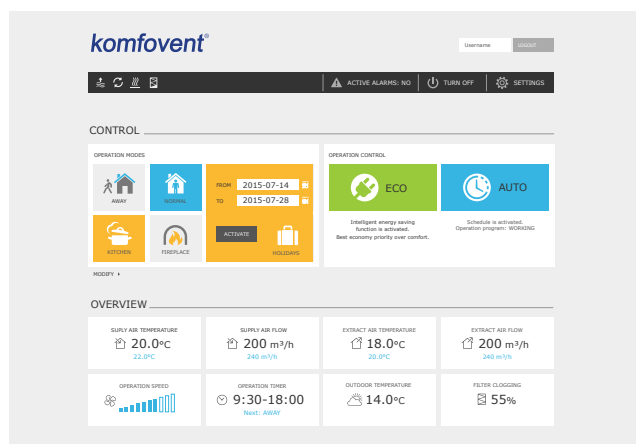 komfovent®
Username
LOGOUT
ACTIVE ALARMS: NO
TURN OFF
SETTINGS
CONTROL
OPERATION MODES
AWAY
NORMAL
KITCHEN
FIREPLACE
FROM 2015-07-14
TO 2015-07-28
ACTIVATE
HOLIDAYS
MODIFY
OPERATION CONTROL
ECO
Intelligent energy saving
function is activated.
Best economy priority over comfort.
AUTO
Schedule is activated.
Operation program: WORKING
OVERVIEW
SUPLY AIR TEMPERATURE
20.0°C
22.0°C
SUPPLY AIR FLOW
200 m³/h
240 m³/h
EXTRACT AIR TEMPERATURE
18.0°C
20.0°C
EXTRACT AIR FLOW
200 m³/h
240 m³/h
OPERATION SPEED
OPERATION TIMER
9:30-18:00
Next: AWAY
OUTDOOR TEMPERATURE
14.0°C
FILTER CLOGGING
55%